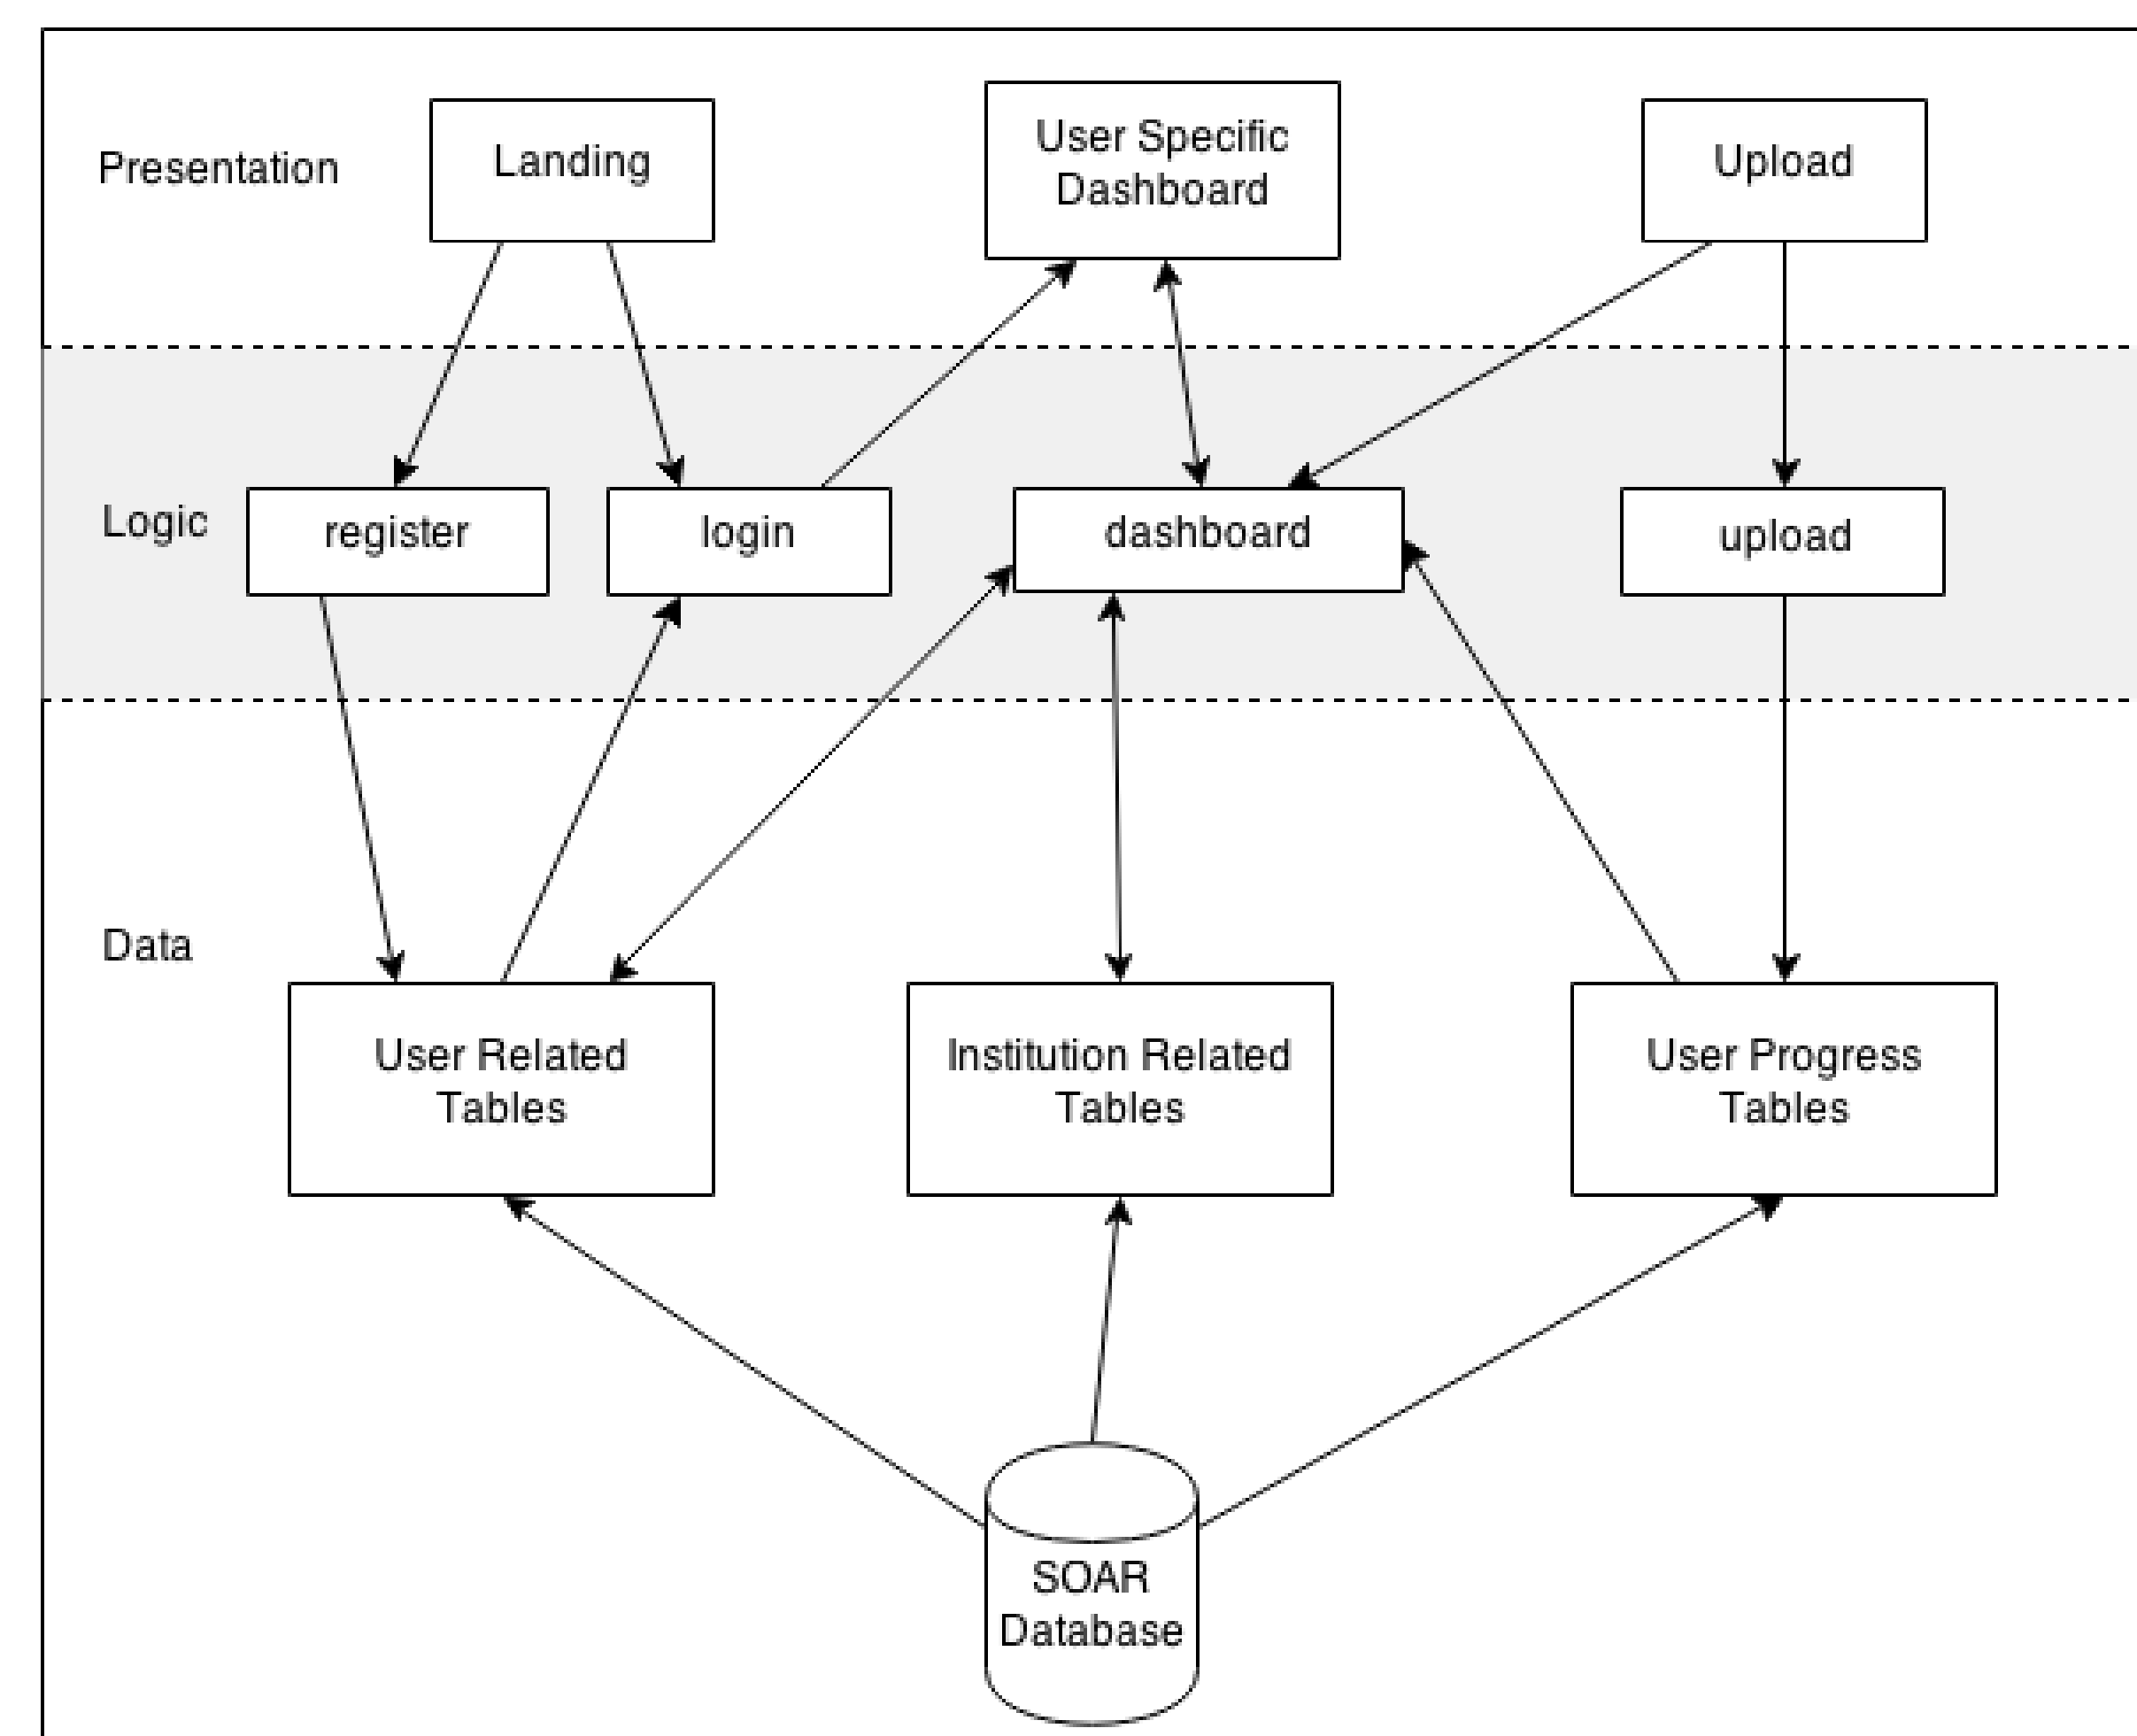 Presentation
Landing
User Specific
Dashboard
Upload
Logic
register
login
dashboard
upload
Data
User Related
Tables
Institution Related
Tables
User Progress
Tables
SOAR
Database